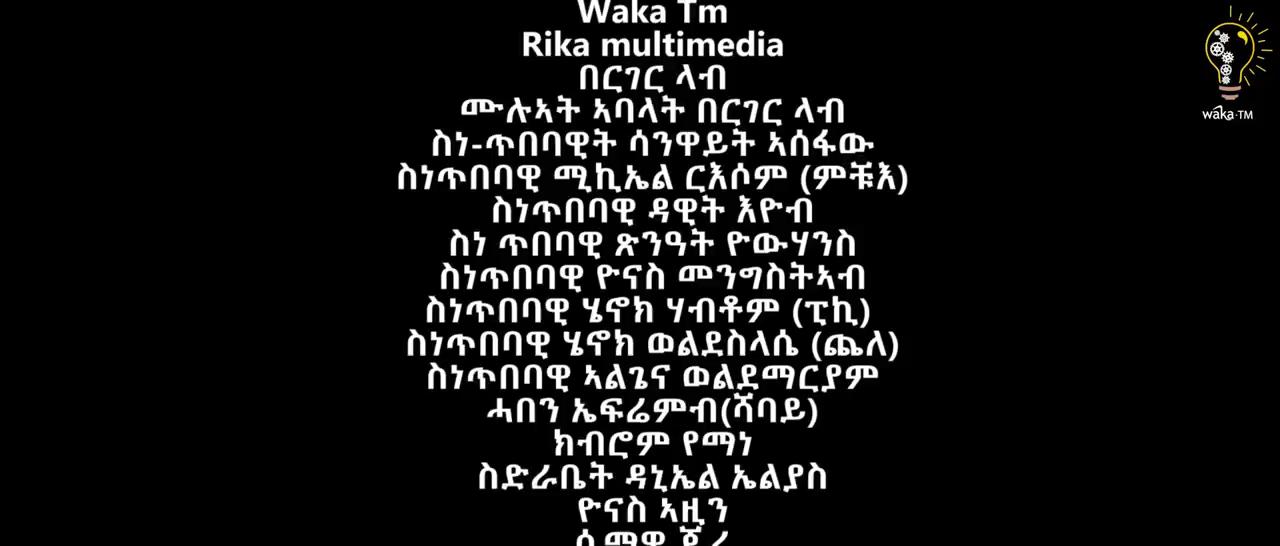 Waka Tm
Rika multimedia
በርገር ላብ
ሙሉኣት ኣባላት በርገር ላብ
ስነ-ጥበባዊት ሳንዋይት ኣሰፋው
ስነጥበባዊ ሚኪኤል ርእሶም (ምቹእ)
ስነጥበባዊ ዳዊት እዮብ
ስነ ጥበባዊ ጽንዓት ዮውሃንስ
ስነጥበባዊ ዮናስ መንግስትኣብ
ስነጥበባዊ ሄኖክ ሃብቶም (ፒኪ)
ስነጥበባዊ ሄኖክ ወልደስላሴ (ጨለ)
ስነጥበባዊ ኣልጌና ወልደማርያም
ሓበን ኤፍሬምብ(ሻባይ)
ክብሮም የማነ
ስድራቤት ዳኒኤል ኤልያስ
ዮናስ ኣዚን
waka·TM